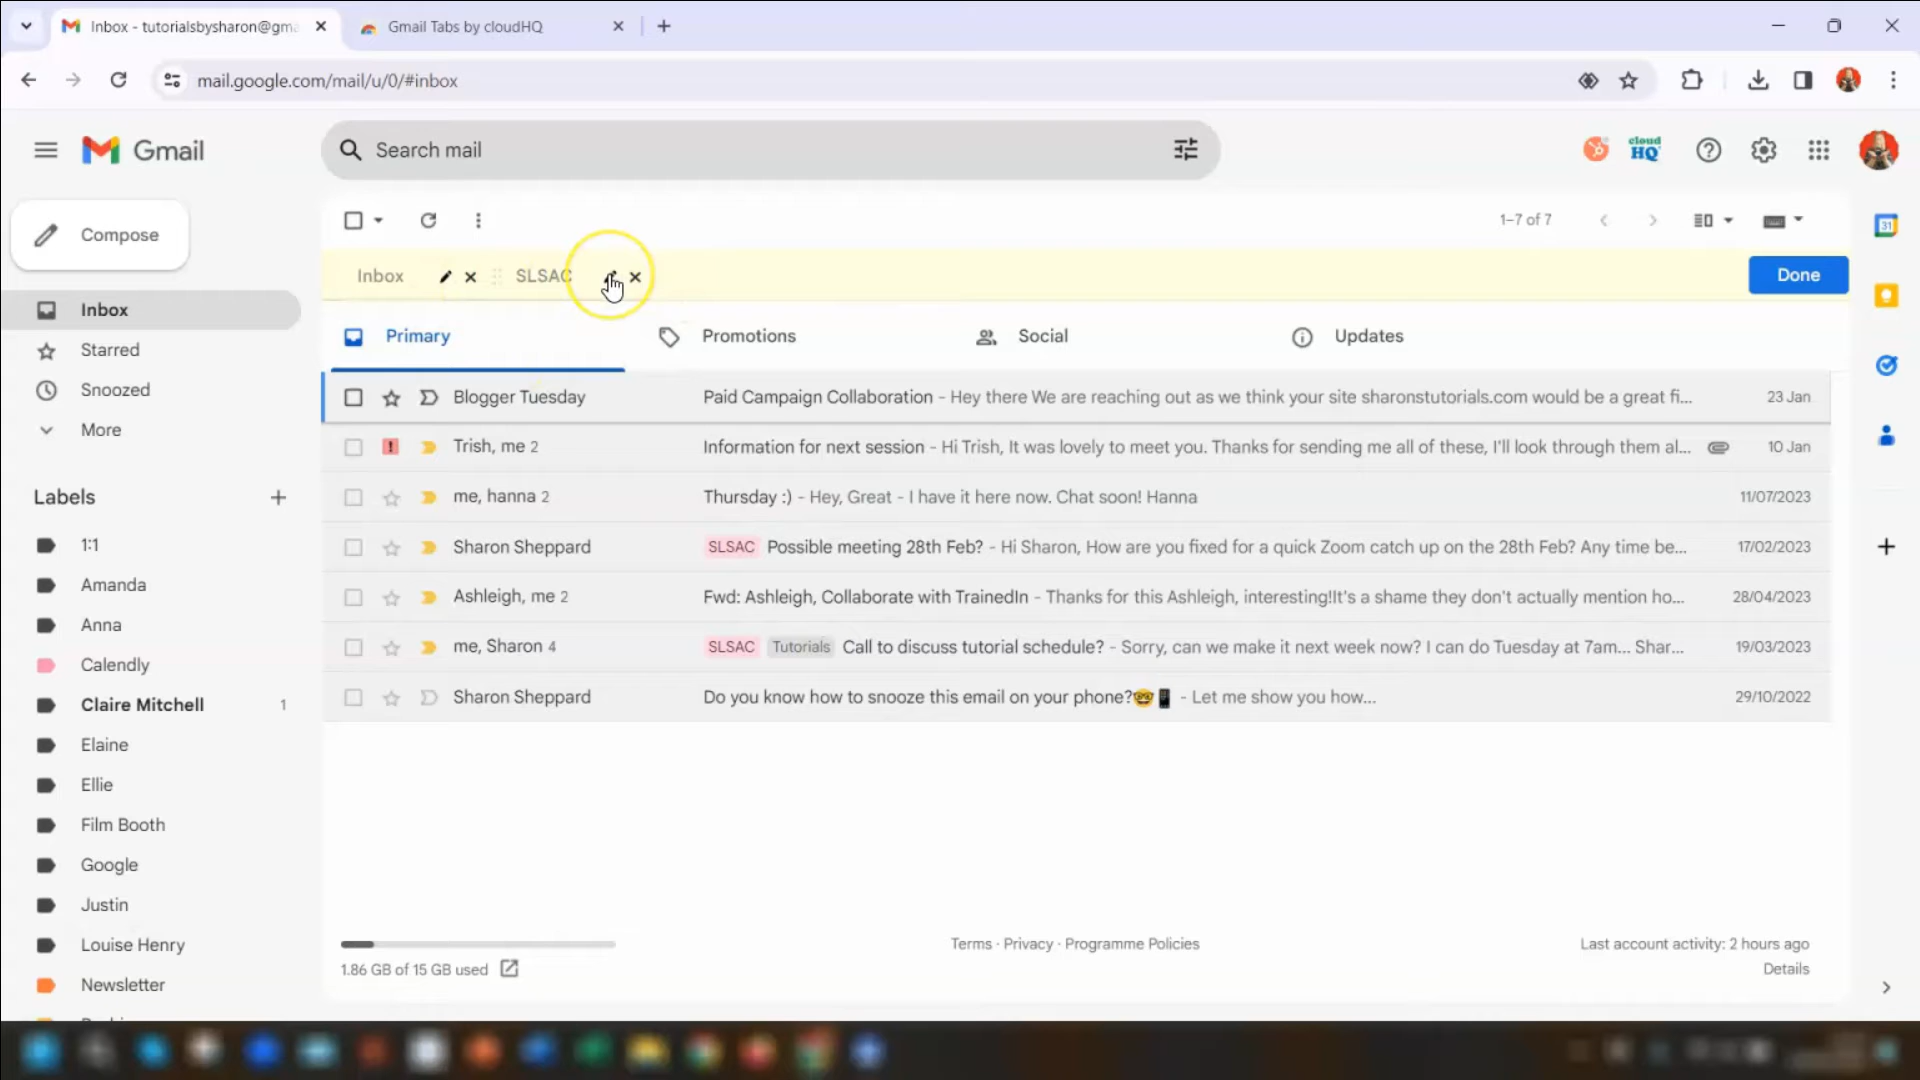 Inbox - tutorialsbysharon@gma
Gmail Tabs by cloudHQ
mail.google.com/mail/u/0/#inbox
Gmail
Search mail
cloud
HQ
Compose
1–7 of 7
31
Inbox
SLSAC
Done
Inbox
Primary
Promotions
Social
Updates
Starred
Snoozed
More
Blogger Tuesday Paid Campaign Collaboration - Hey there We are reaching out as we think your site sharonstutorials.com would be a great fi... 23 Jan
Trish, me 2 Information for next session - Hi Trish, It was lovely to meet you. Thanks for sending me all of these, I'll look through them al... 10 Jan
me, hanna 2 Thursday :) - Hey, Great - I have it here now. Chat soon! Hanna 11/07/2023
Sharon Sheppard SLSAC Possible meeting 28th Feb? - Hi Sharon, How are you fixed for a quick Zoom catch up on the 28th Feb? Any time be... 17/02/2023
Ashleigh, me 2 Fwd: Ashleigh, Collaborate with TrainedIn - Thanks for this Ashleigh, interesting!It's a shame they don't actually mention ho... 28/04/2023
me, Sharon 4 SLSAC Tutorials Call to discuss tutorial schedule? - Sorry, can we make it next week now? I can do Tuesday at 7am... Shar... 19/03/2023
Sharon Sheppard Do you know how to snooze this email on your phone?🤓📱 - Let me show you how... 29/10/2022
Labels
1:1
Amanda
Anna
Calendly
Claire Mitchell 1
Elaine
Ellie
Film Booth
Google
Justin
Louise Henry
Newsletter
1.86 GB of 15 GB used
Terms · Privacy · Programme Policies
Last account activity: 2 hours ago
Details